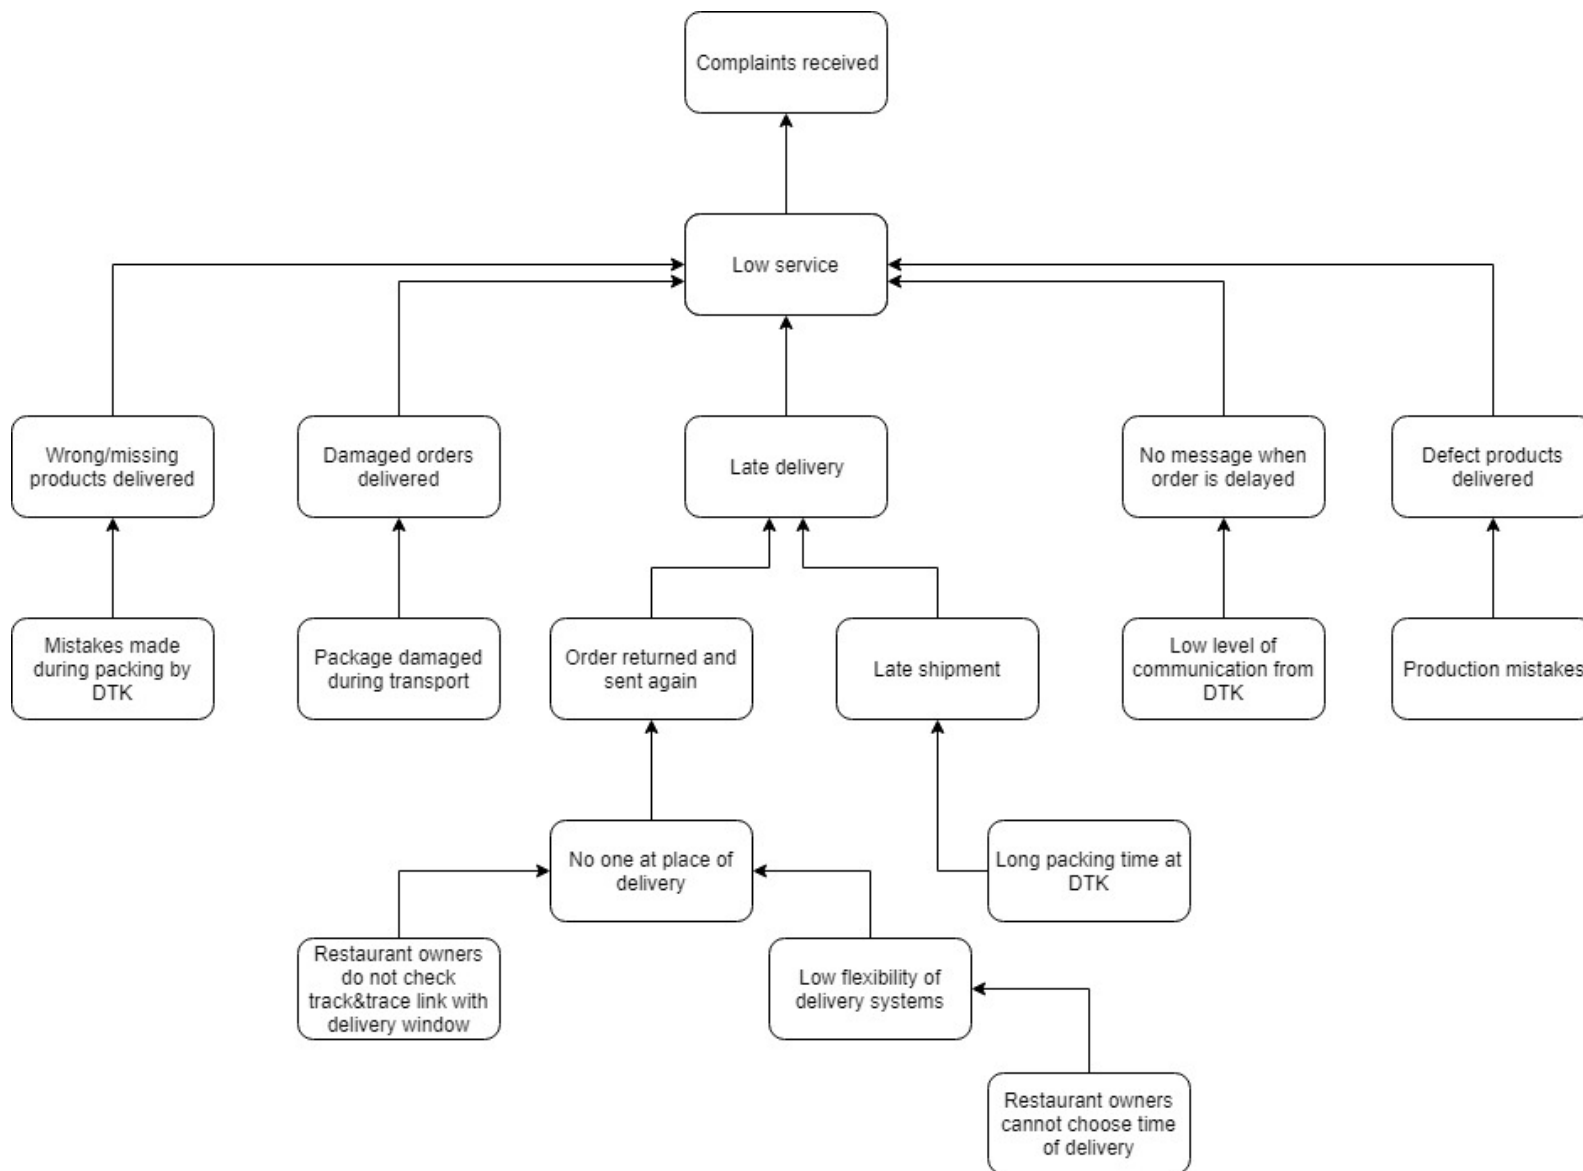 Complaints received
Low service
Wrong/missing
products delivered
Damaged orders
delivered
Late delivery
No message when
order is delayed
Defect products
delivered
Mistakes made
during packing by
DTK
Package damaged
during transport
Order returned and
sent again
Late shipment
Low level of
communication from
DTK
Production mistakes
No one at place of
delivery
Long packing time at
DTK
Restaurant owners
do not check
track&trace link with
delivery window
Low flexibility of
delivery systems
Restaurant owners
cannot choose time
of delivery